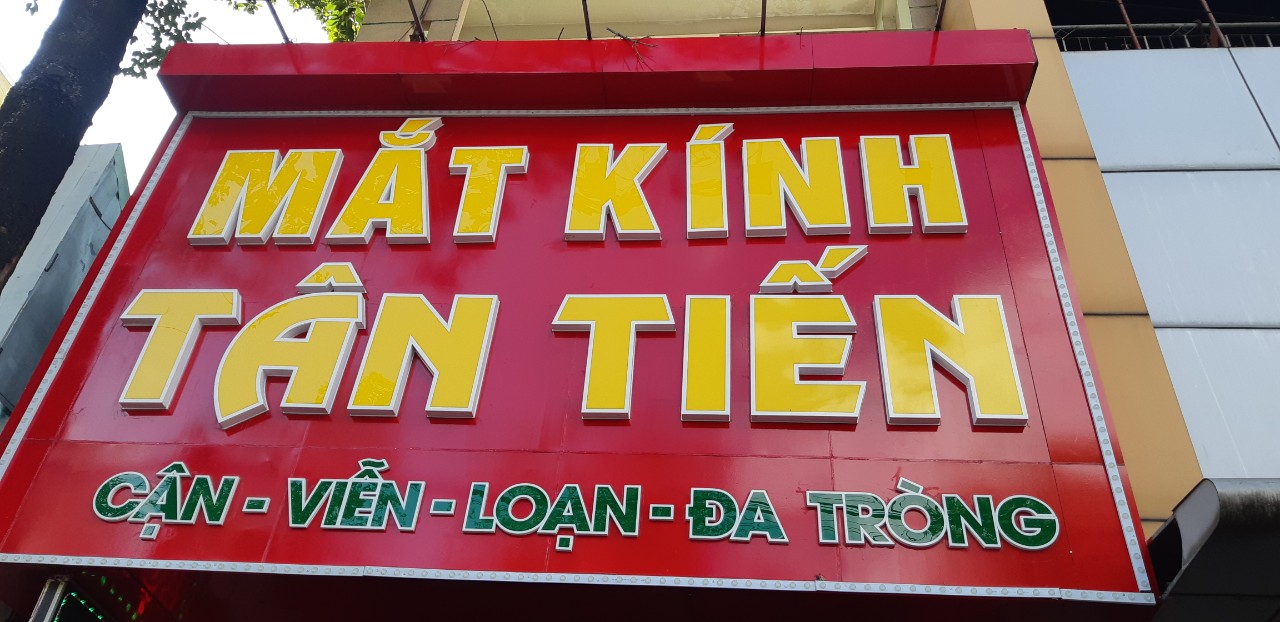 MẮT KÍNH
TÂN TIẾN
CẬN - VIỄN - LOẠN - ĐA TRÒNG